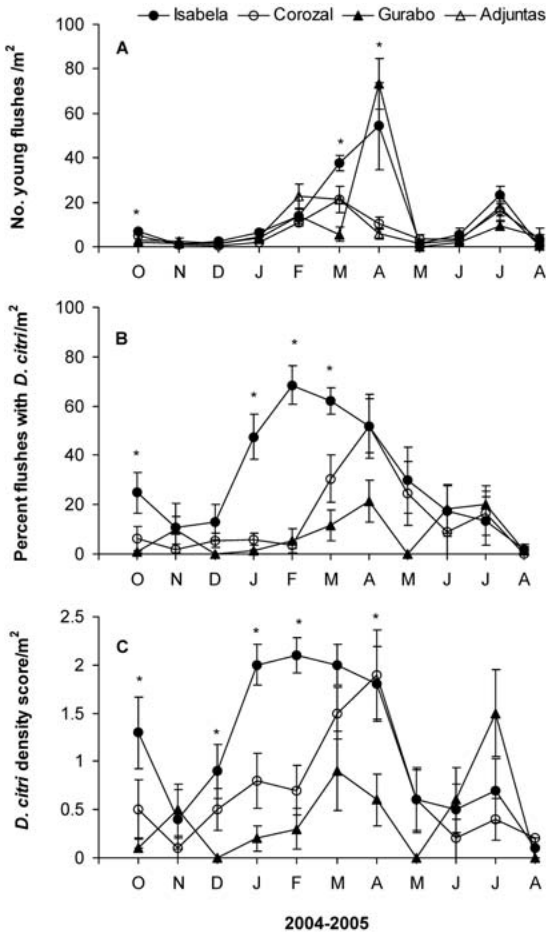 Isabela Corozal Gurabo Adjuntas
A
No. young flushes /m²
100
80
60
40
20
0
* * *
O N D J F M A M J J A
B
Percent flushes with D. citri/m²
100
80
60
40
20
0
* * * *
O N D J F M A M J J A
C
D. citri density score/m²
2.5
2
1.5
1
0.5
0
* * * * *
O N D J F M A M J J A
2004-2005